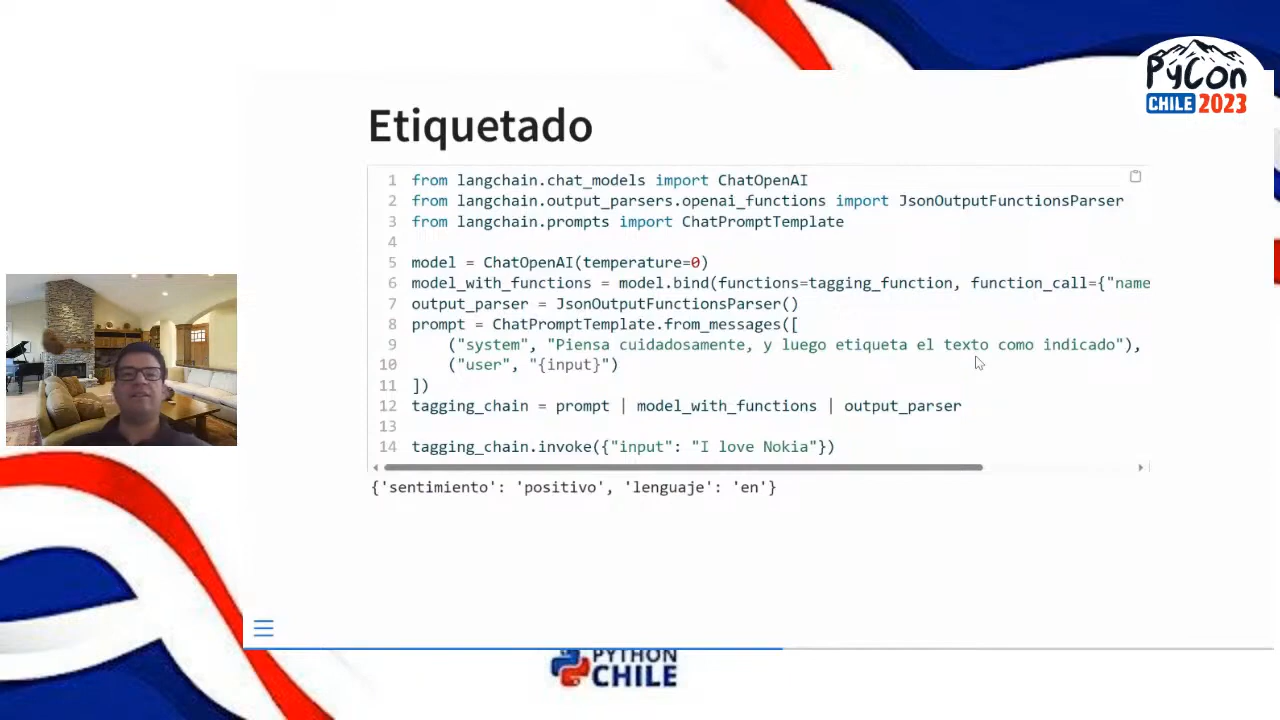 PyCon
CHILE 2023
Etiquetado
1 from langchain.chat_models import ChatOpenAI
2 from langchain.output_parsers.openai_functions import JsonOutputFunctionsParser
3 from langchain.prompts import ChatPromptTemplate
4
5 model = ChatOpenAI(temperature=0)
6 model_with_functions = model.bind(functions=tagging_function, function_call={"name
7 output_parser = JsonOutputFunctionsParser()
8 prompt = ChatPromptTemplate.from_messages([
9     ("system", "Piensa cuidadosamente, y luego etiqueta el texto como indicado"),
10     ("user", "{input}")
11 ])
12 tagging_chain = prompt | model_with_functions | output_parser
13
14 tagging_chain.invoke({"input": "I love Nokia"})
{'sentimiento': 'positivo', 'lenguaje': 'en'}
PYTHON
CHILE